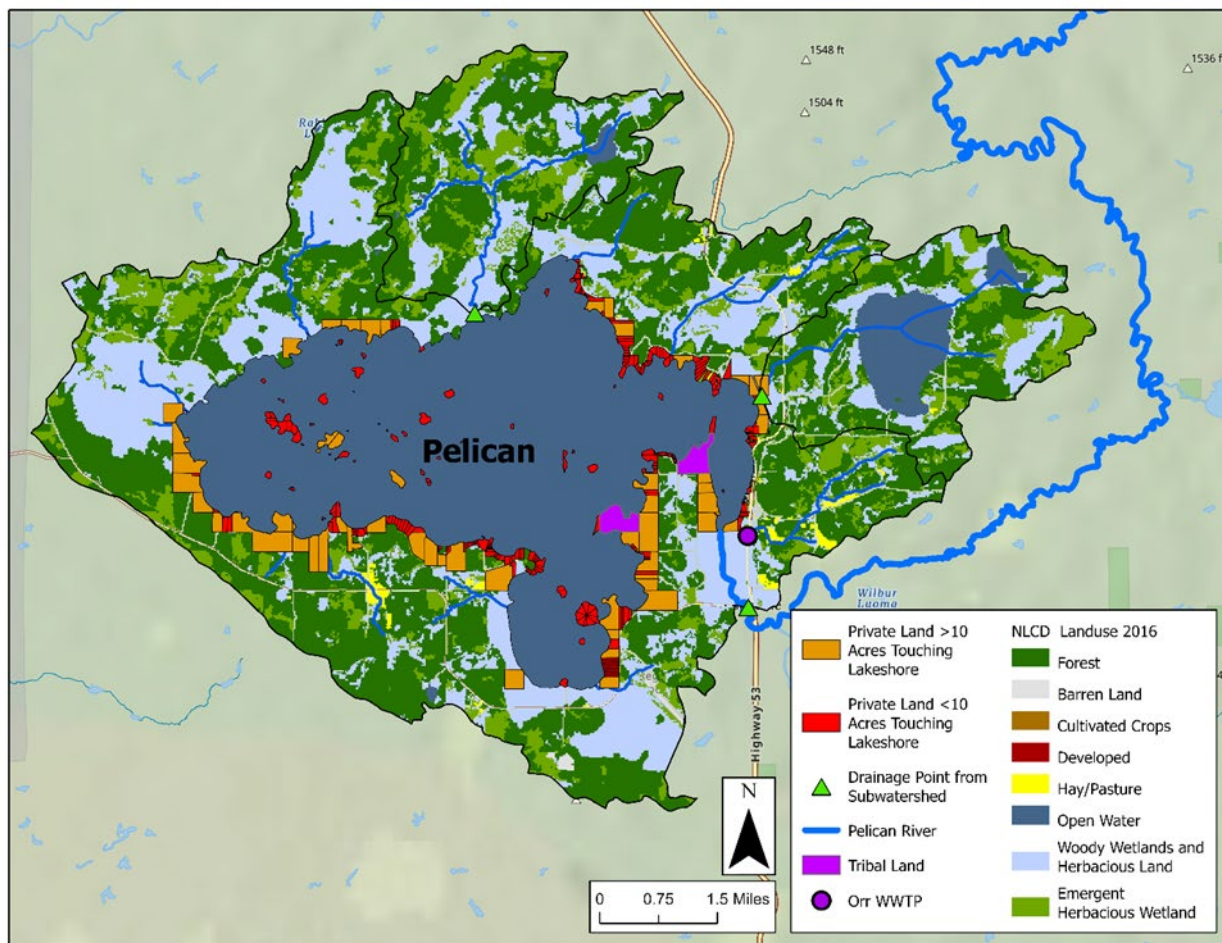 1548 ft
1536 f
1504 ft
Pelican
Wilbur
Luoma
Highway 53
Private Land >10
Acres Touching
Lakeshore
Private Land <10
Acres Touching
Lakeshore
Drainage Point from
Subwatershed
Pelican River
Tribal Land
Orr WWTP
NLCD Landuse 2016
Forest
Barren Land
Cultivated Crops
Developed
Hay/Pasture
Open Water
Woody Wetlands and
Herbacious Land
Emergent
Herbacious Wetland
N
0 0.75 1.5 Miles